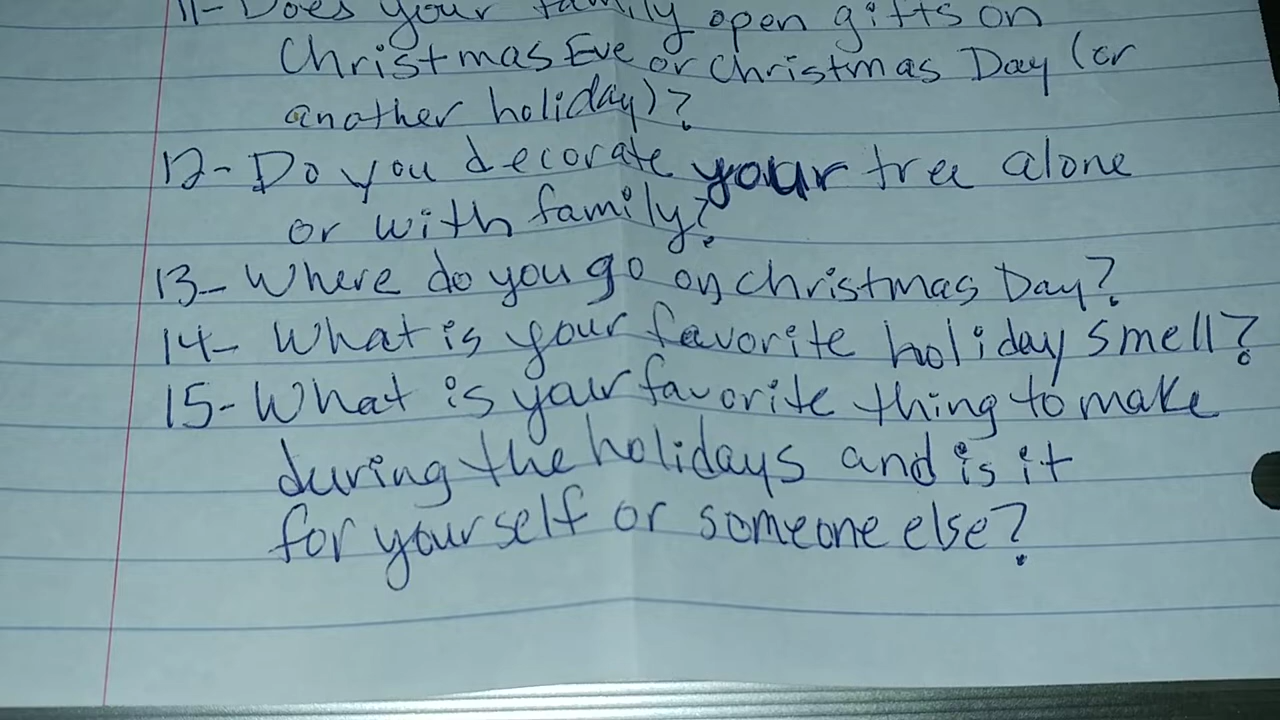 11- Does your family open gifts on
Christmas Eve or Christmas Day (or
another holiday)?
12- Do you decorate your tree alone
or with family?
13- Where do you go on Christmas Day?
14- What is your favorite holiday smell?
15- What is your favorite thing to make
during the holidays and is it
for yourself or someone else?